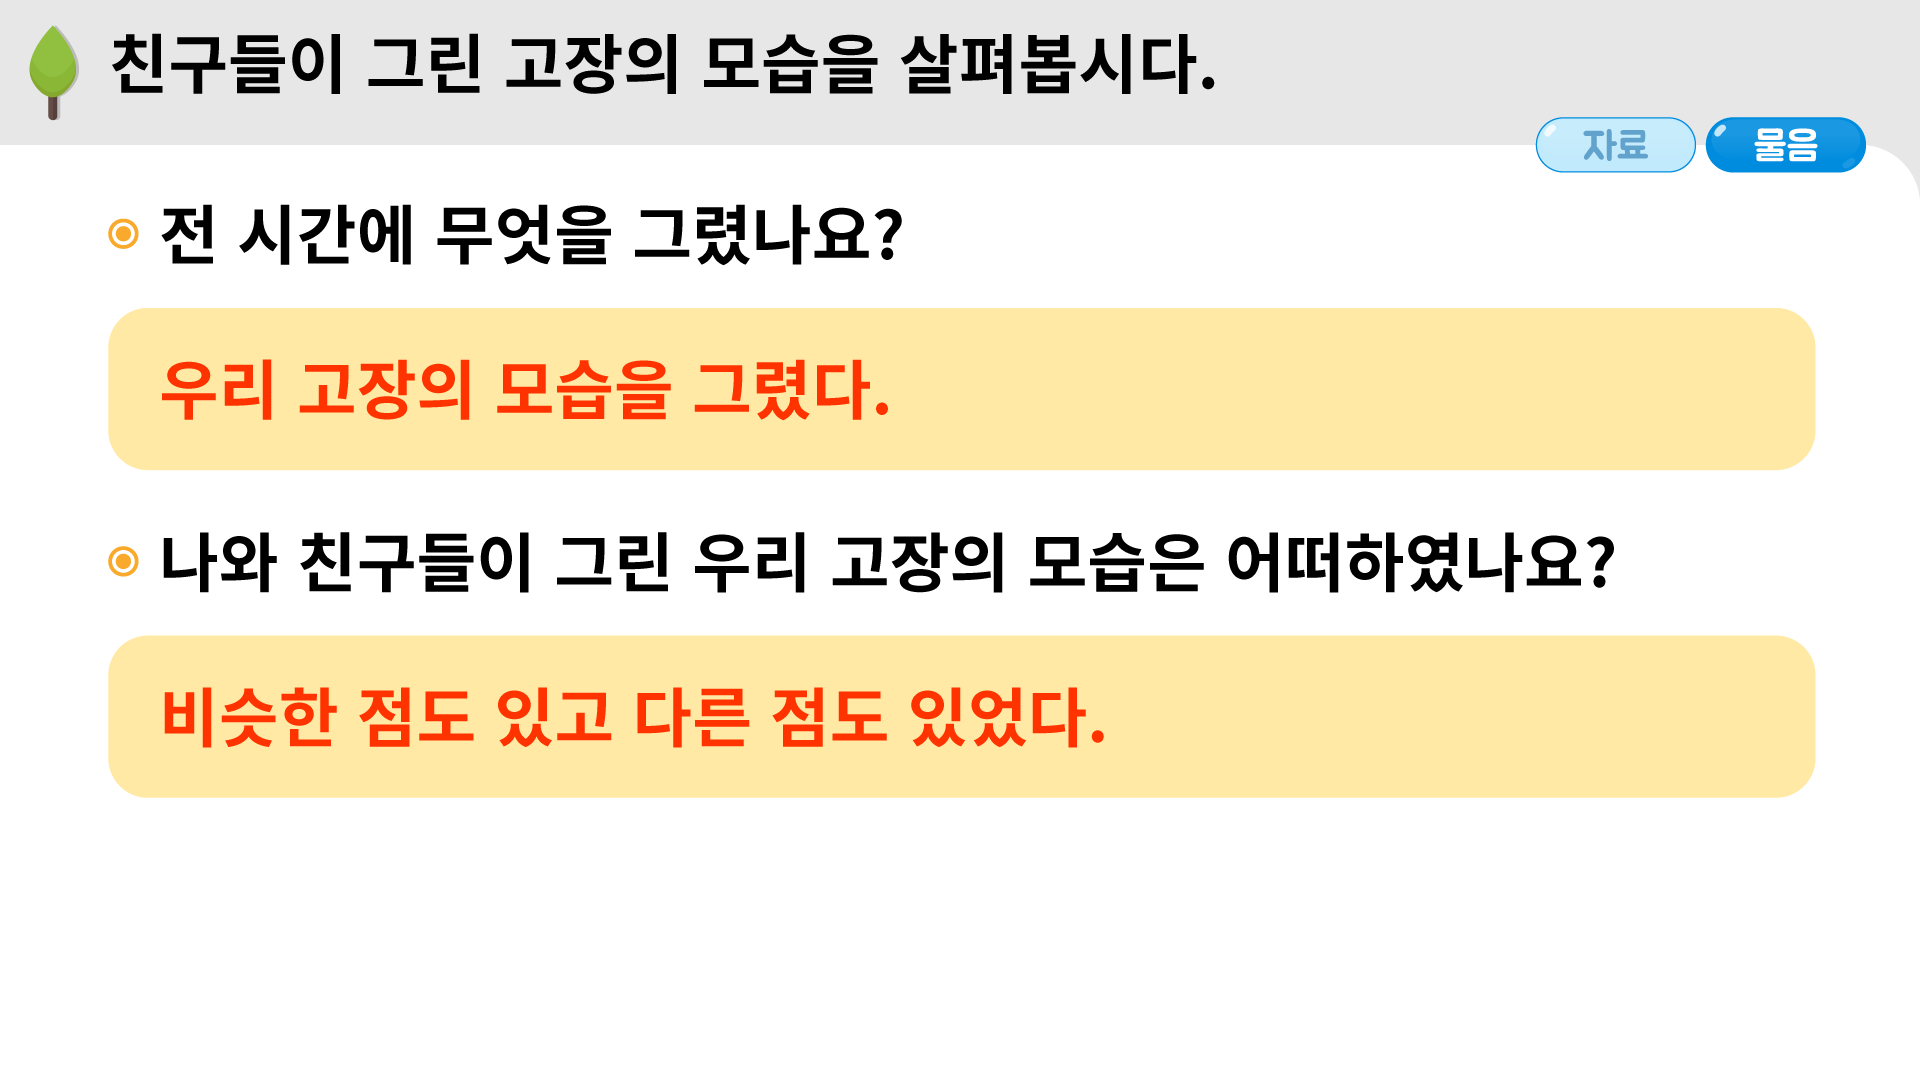 친구들이 그린 고장의 모습을 살펴봅시다.
자료 물음
전 시간에 무엇을 그렸나요?
우리 고장의 모습을 그렸다.
나와 친구들이 그린 우리 고장의 모습은 어떠하였나요?
비슷한 점도 있고 다른 점도 있었다.